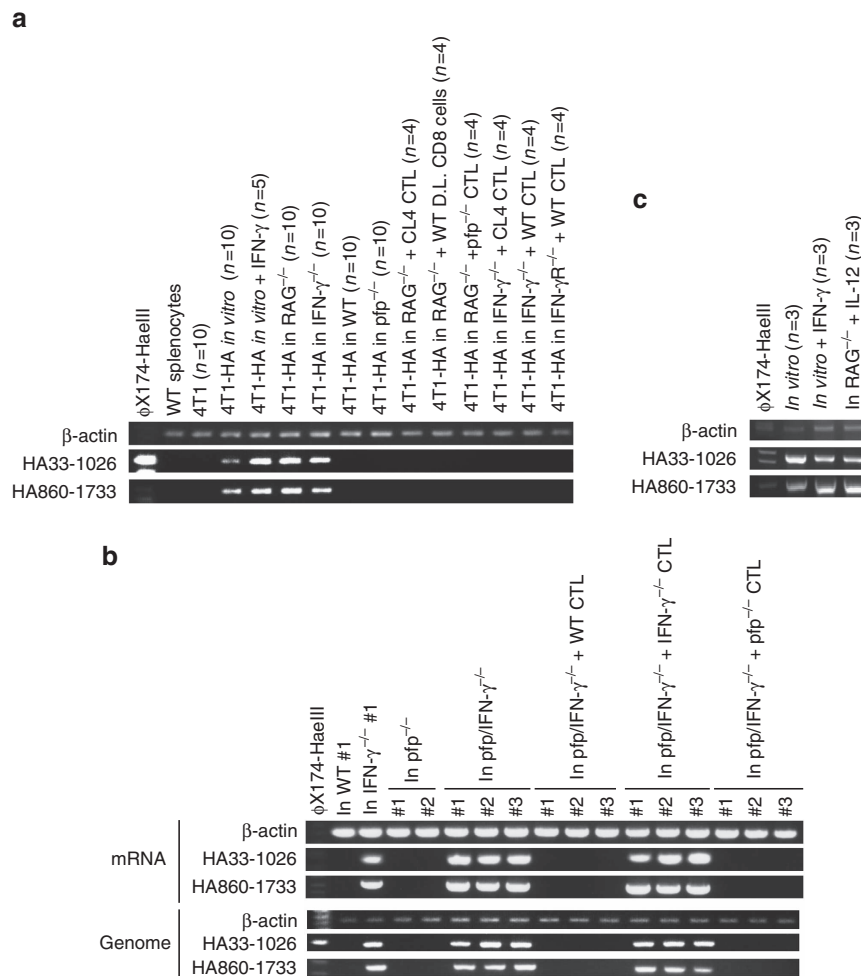 a
ϕX174-HaeIII
WT splenocytes
4T1 (n=10)
4T1-HA in vitro (n=10)
4T1-HA in vitro + IFN-γ (n=5)
4T1-HA in RAG−/− (n=10)
4T1-HA in IFN-γ−/− (n=10)
4T1-HA in WT (n=10)
4T1-HA in pfp−/− (n=10)
4T1-HA in RAG−/− + CL4 CTL (n=4)
4T1-HA in RAG−/− + WT D.L. CD8 cells (n=4)
4T1-HA in RAG−/− +pfp−/− CTL (n=4)
4T1-HA in IFN-γ−/− + CL4 CTL (n=4)
4T1-HA in IFN-γ−/− + WT CTL (n=4)
4T1-HA in IFN-γR−/− + WT CTL (n=4)
β-actin
HA33-1026
HA860-1733
c
ϕX174-HaeIII
In vitro (n=3)
In vitro + IFN-γ (n=3)
In RAG−/− + IL-12 (n=3)
β-actin
HA33-1026
HA860-1733
b
ϕX174-HaeIII
In WT #1
In IFN-γ−/− #1
In pfp−/−
In pfp/IFN-γ−/−
In pfp/IFN-γ−/− + WT CTL
In pfp/IFN-γ−/− + IFN-γ−/− CTL
In pfp/IFN-γ−/− + pfp−/− CTL
#1 #2 #1 #2 #3 #1 #2 #3 #1 #2 #3 #1 #2 #3
mRNA
β-actin
HA33-1026
HA860-1733
Genome
β-actin
HA33-1026
HA860-1733